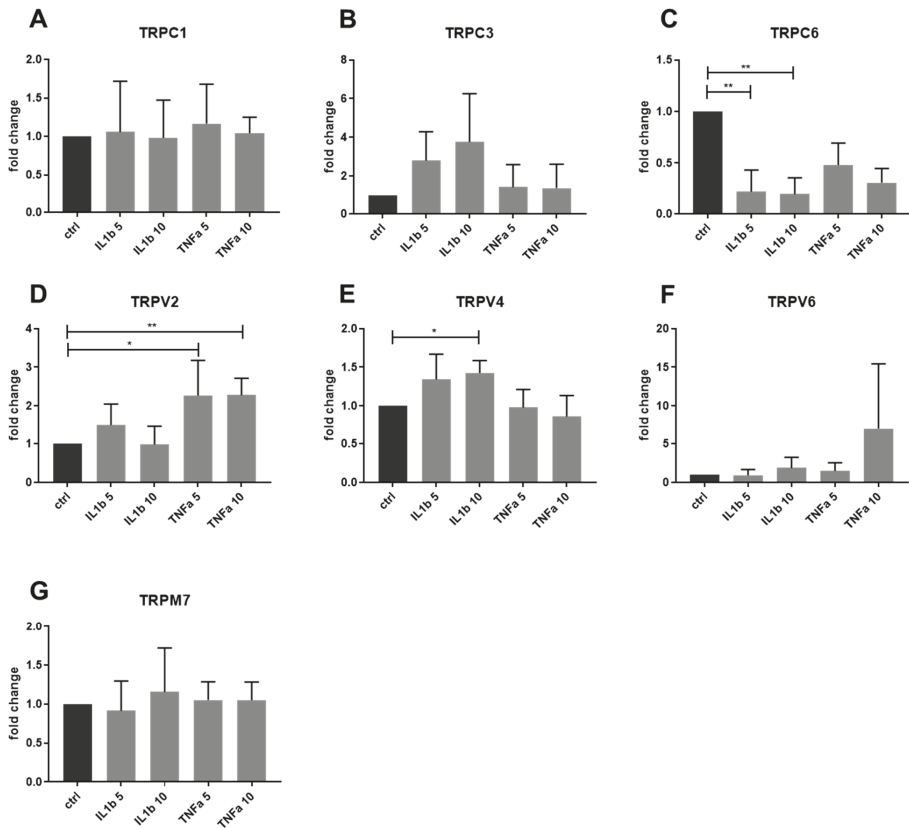 A
TRPC1
fold change
2.0
1.5
1.0
0.5
0.0
ctrl
IL1b 5
IL1b 10
TNFa 5
TNFa 10
B
TRPC3
fold change
8
6
4
2
0
ctrl
IL1b 5
IL1b 10
TNFa 5
TNFa 10
C
TRPC6
fold change
1.5
1.0
0.5
0.0
**
**
ctrl
IL1b 5
IL1b 10
TNFa 5
TNFa 10
D
TRPV2
fold change
4
3
2
1
0
**
*
ctrl
IL1b 5
IL1b 10
TNFa 5
TNFa 10
E
TRPV4
fold change
2.0
1.5
1.0
0.5
0.0
*
ctrl
IL1b 5
IL1b 10
TNFa 5
TNFa 10
F
TRPV6
fold change
20
15
10
5
0
ctrl
IL1b 5
IL1b 10
TNFa 5
TNFa 10
G
TRPM7
fold change
2.0
1.5
1.0
0.5
0.0
ctrl
IL1b 5
IL1b 10
TNFa 5
TNFa 10